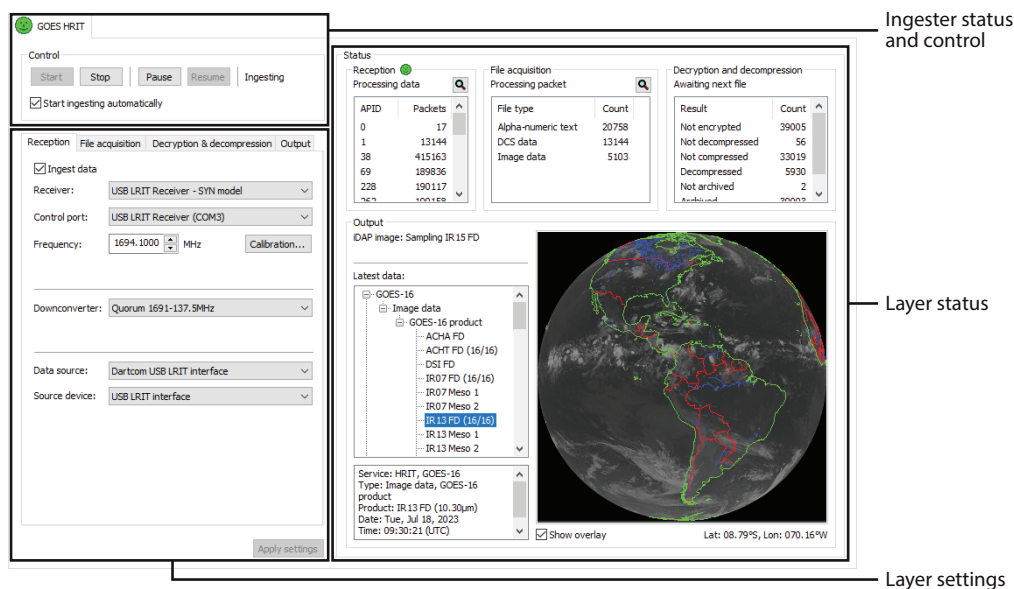 GOES HRIT
Ingester status
and control
Control
Start Stop Pause Resume Ingesting
Start ingesting automatically
Reception File acquisition Decryption & decompression Output
Ingest data
Receiver: USB LRIT Receiver - SYN model
Control port: USB LRIT Receiver (COM3)
Frequency: 1694.1000 MHz Calibration...
Downconverter: Quorum 1691-137.5MHz
Data source: Dartcom USB LRIT interface
Source device: USB LRIT interface
Apply settings
Status
Reception
Processing data
APID Packets
0 17
1 13144
38 415163
69 189836
228 190117
File acquisition
Processing packet
File type Count
Alpha-numeric text 20758
DCS data 13144
Image data 5103
Decryption and decompression
Awaiting next file
Result Count
Not encrypted 39005
Not decompressed 56
Not compressed 33019
Decompressed 5930
Not archived 2
Output
iDAP image: Sampling IR15 FD
Latest data:
GOES-16
Image data
GOES-16 product
ACHA FD
ACHT FD (16/16)
DSI FD
IR07 FD (16/16)
IR07 Meso 1
IR07 Meso 2
IR13 FD (16/16)
IR13 Meso 1
IR13 Meso 2
Service: HRIT, GOES-16
Type: Image data, GOES-16
product
Product: IR13 FD (10.30µm)
Date: Tue, Jul 18, 2023
Time: 09:30:21 (UTC)
Show overlay Lat: 08.79°S, Lon: 070.16°W
Layer status
Layer settings